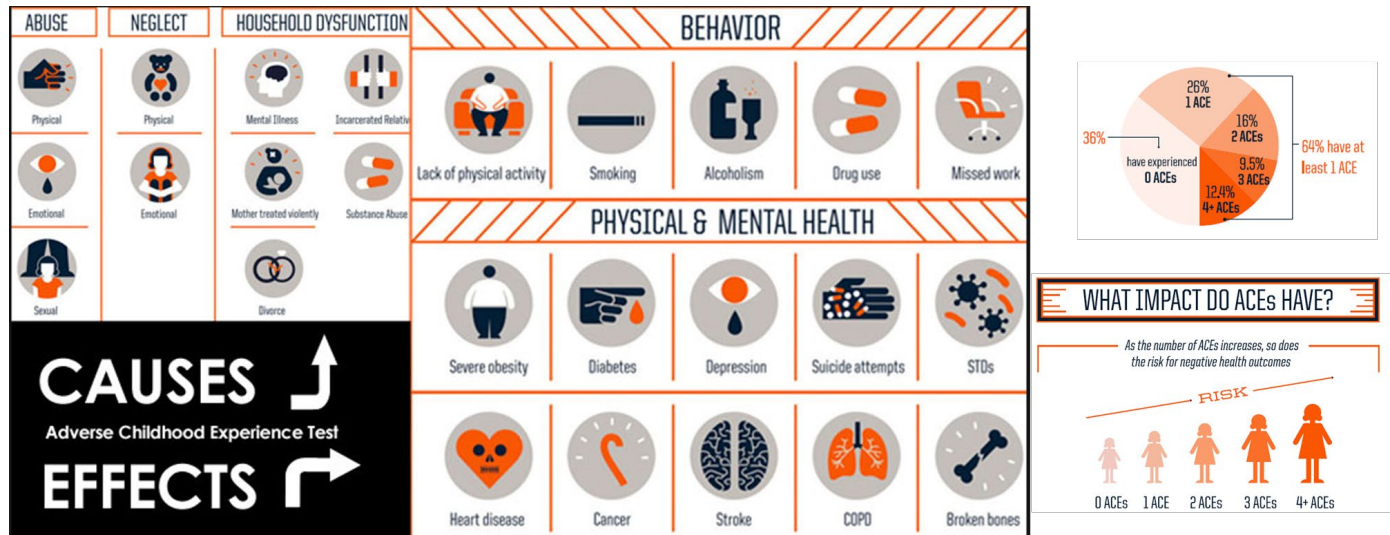 ABUSE
NEGLECT
HOUSEHOLD DYSFUNCTION
Physical
Physical
Mental Illness
Incarcerated Relativ
Emotional
Emotional
Mother treated violently
Substance Abuse
Sexual
Divorce
CAUSES
Adverse Childhood Experience Test
EFFECTS
BEHAVIOR
Lack of physical activity
Smoking
Alcoholism
Drug use
Missed work
PHYSICAL & MENTAL HEALTH
Severe obesity
Diabetes
Depression
Suicide attempts
STDs
Heart disease
Cancer
Stroke
COPD
Broken bones
26%
1 ACE
16%
2 ACEs
36%
have experienced
0 ACEs
9.5%
3 ACEs
12.4%
4+ ACEs
64% have at
least 1 ACE
WHAT IMPACT DO ACEs HAVE?
As the number of ACEs increases, so does
the risk for negative health outcomes
RISK
0 ACEs
1 ACE
2 ACEs
3 ACEs
4+ ACEs